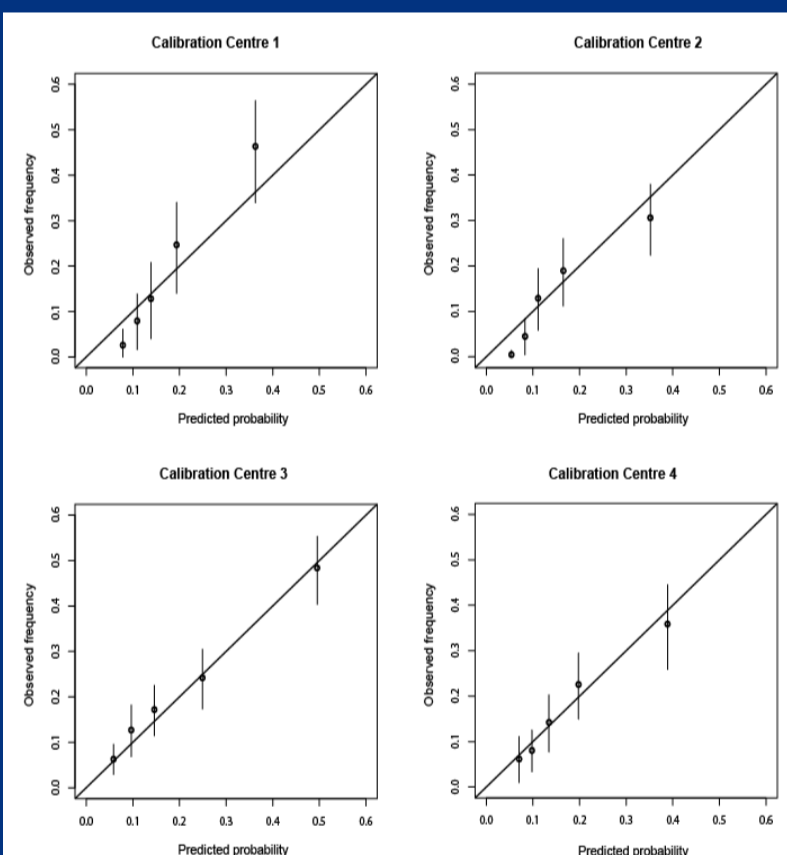 Calibration Centre 1
Observed frequency
0.6
0.5
0.4
0.3
0.2
0.1
0.0
0.0 0.1 0.2 0.3 0.4 0.5 0.6
Predicted probability
Calibration Centre 2
Observed frequency
0.6
0.5
0.4
0.3
0.2
0.1
0.0
0.0 0.1 0.2 0.3 0.4 0.5 0.6
Predicted probability
Calibration Centre 3
Observed frequency
0.6
0.5
0.4
0.3
0.2
0.1
0.0
0.0 0.1 0.2 0.3 0.4 0.5 0.6
Predicted probability
Calibration Centre 4
Observed frequency
0.6
0.5
0.4
0.3
0.2
0.1
0.0
0.0 0.1 0.2 0.3 0.4 0.5 0.6
Predicted probability